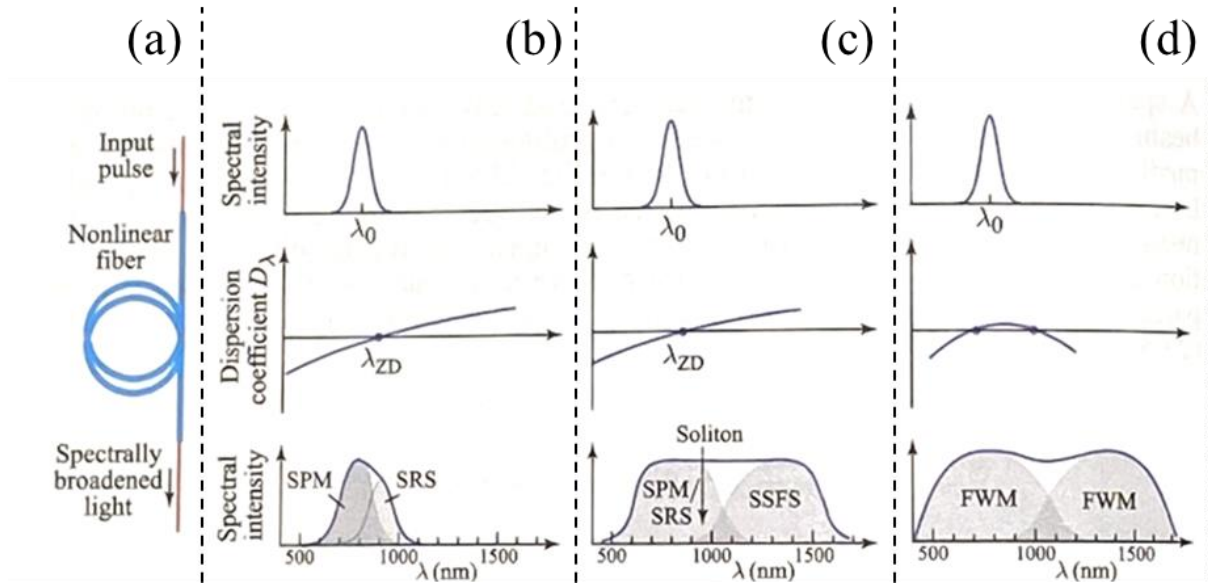 (a)
Input
pulse
Nonlinear
fiber
Spectrally
broadened
light
(b)
Spectral
intensity
λ0
Dispersion
coefficient Dλ
λZD
Spectral
intensity
SPM
SRS
500
1000
1500
λ (nm)
(c)
λ0
λZD
Soliton
SPM/
SRS
SSFS
500
1000
1500
λ (nm)
(d)
λ0
FWM
FWM
500
1000
1500
λ (nm)